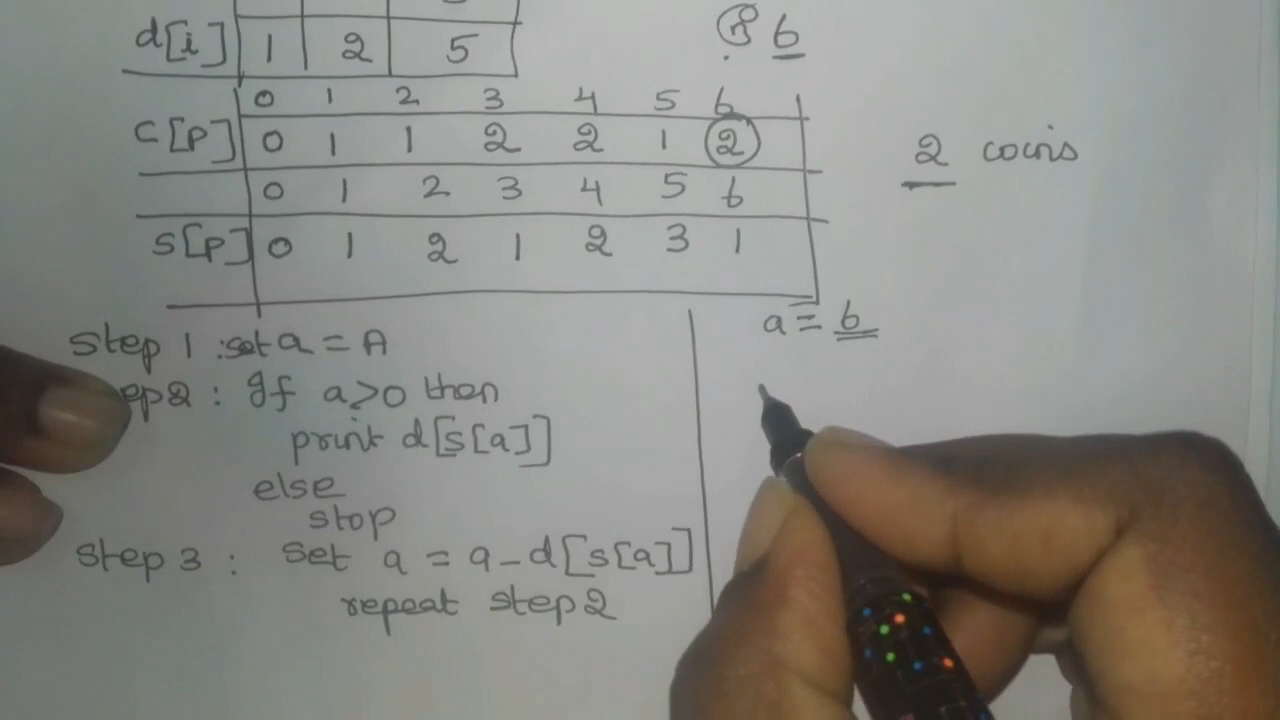 d[i] 1 2 5
₹ 6
0 1 2 3 4 5 6
C[P] 0 1 1 2 2 1 2
2 coins
0 1 2 3 4 5 6
S[P] 0 1 2 1 2 3 1
a = 6
Step 1 : set a = A
ep2 : If a>0 then
print d[s[a]]
else
stop
Step 3 : Set a = a - d[s[a]]
repeat step 2